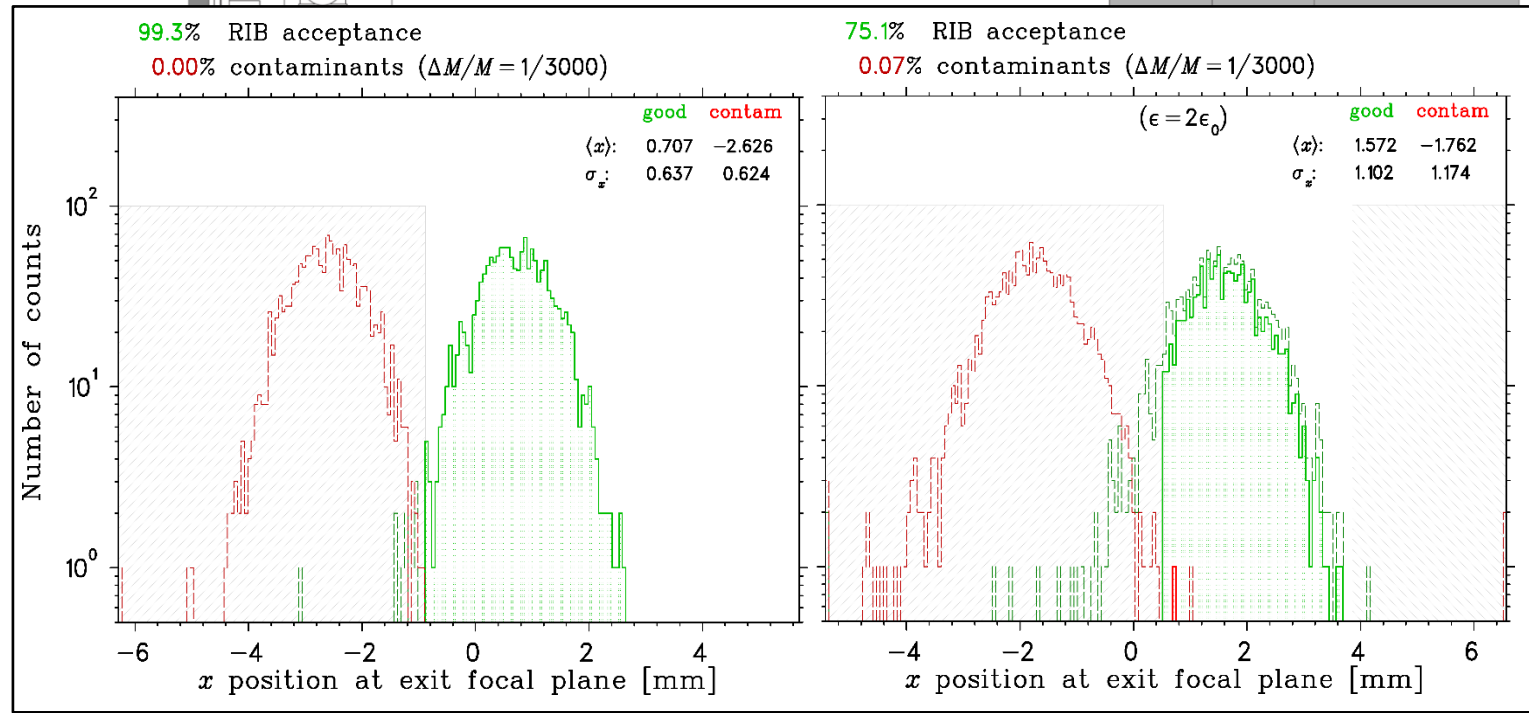 99.3% RIB acceptance
0.00% contaminants (ΔM/M = 1/3000)
good contam
⟨x⟩: 0.707 −2.626
σx: 0.637 0.624
10²
10¹
10⁰
Number of counts
−6 −4 −2 0 2 4
x position at exit focal plane [mm]
75.1% RIB acceptance
0.07% contaminants (ΔM/M = 1/3000)
(ϵ = 2ϵ₀)
good contam
⟨x⟩: 1.572 −1.762
σx: 1.102 1.174
−4 −2 0 2 4 6
x position at exit focal plane [mm]